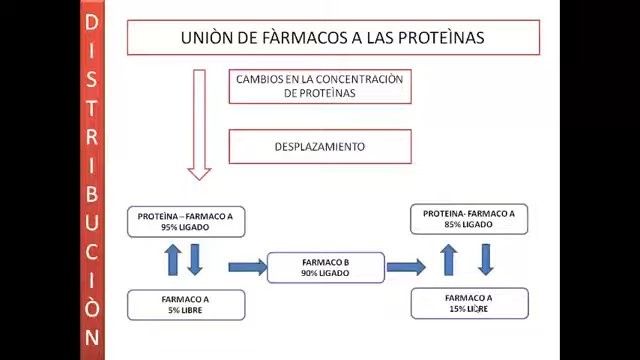 DISTRIBUCIÒN
UNIÒN DE FÀRMACOS A LAS PROTEÌNAS
CAMBIOS EN LA CONCENTRACIÒN
DE PROTEÌNAS
DESPLAZAMIENTO
PROTEÌNA – FARMACO A
95% LIGADO
FARMACO A
5% LIBRE
FARMACO B
90% LIGADO
PROTEINA- FARMACO A
85% LIGADO
FARMACO A
15% LIBRE